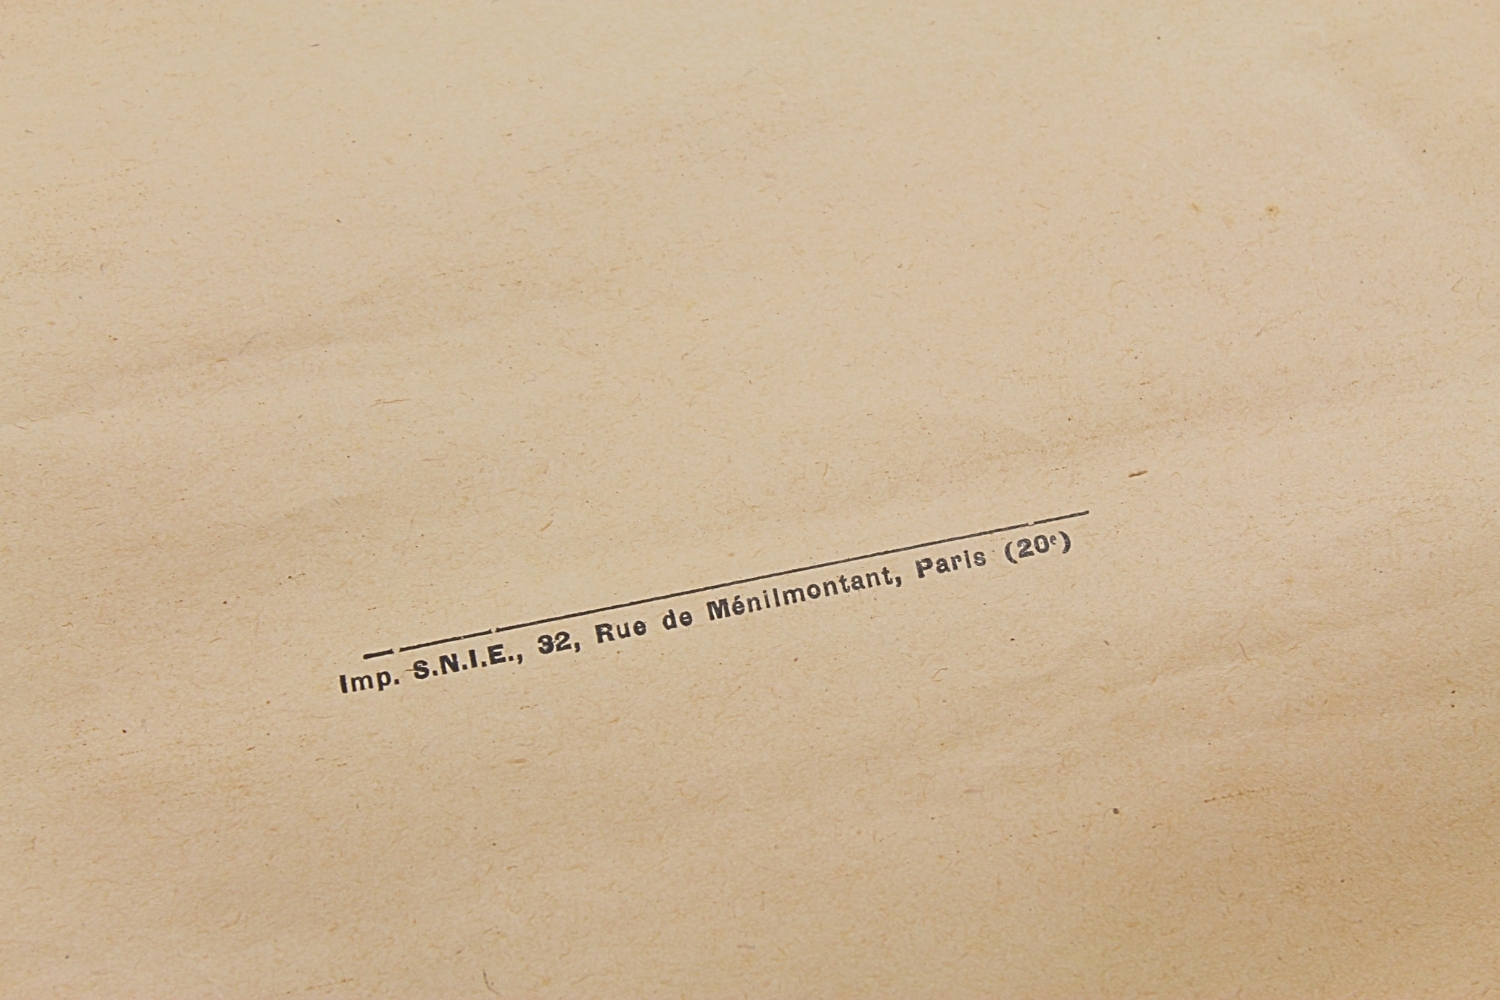 Imp. S.N.I.E., 32, Rue de Ménilmontant, Paris (20e)